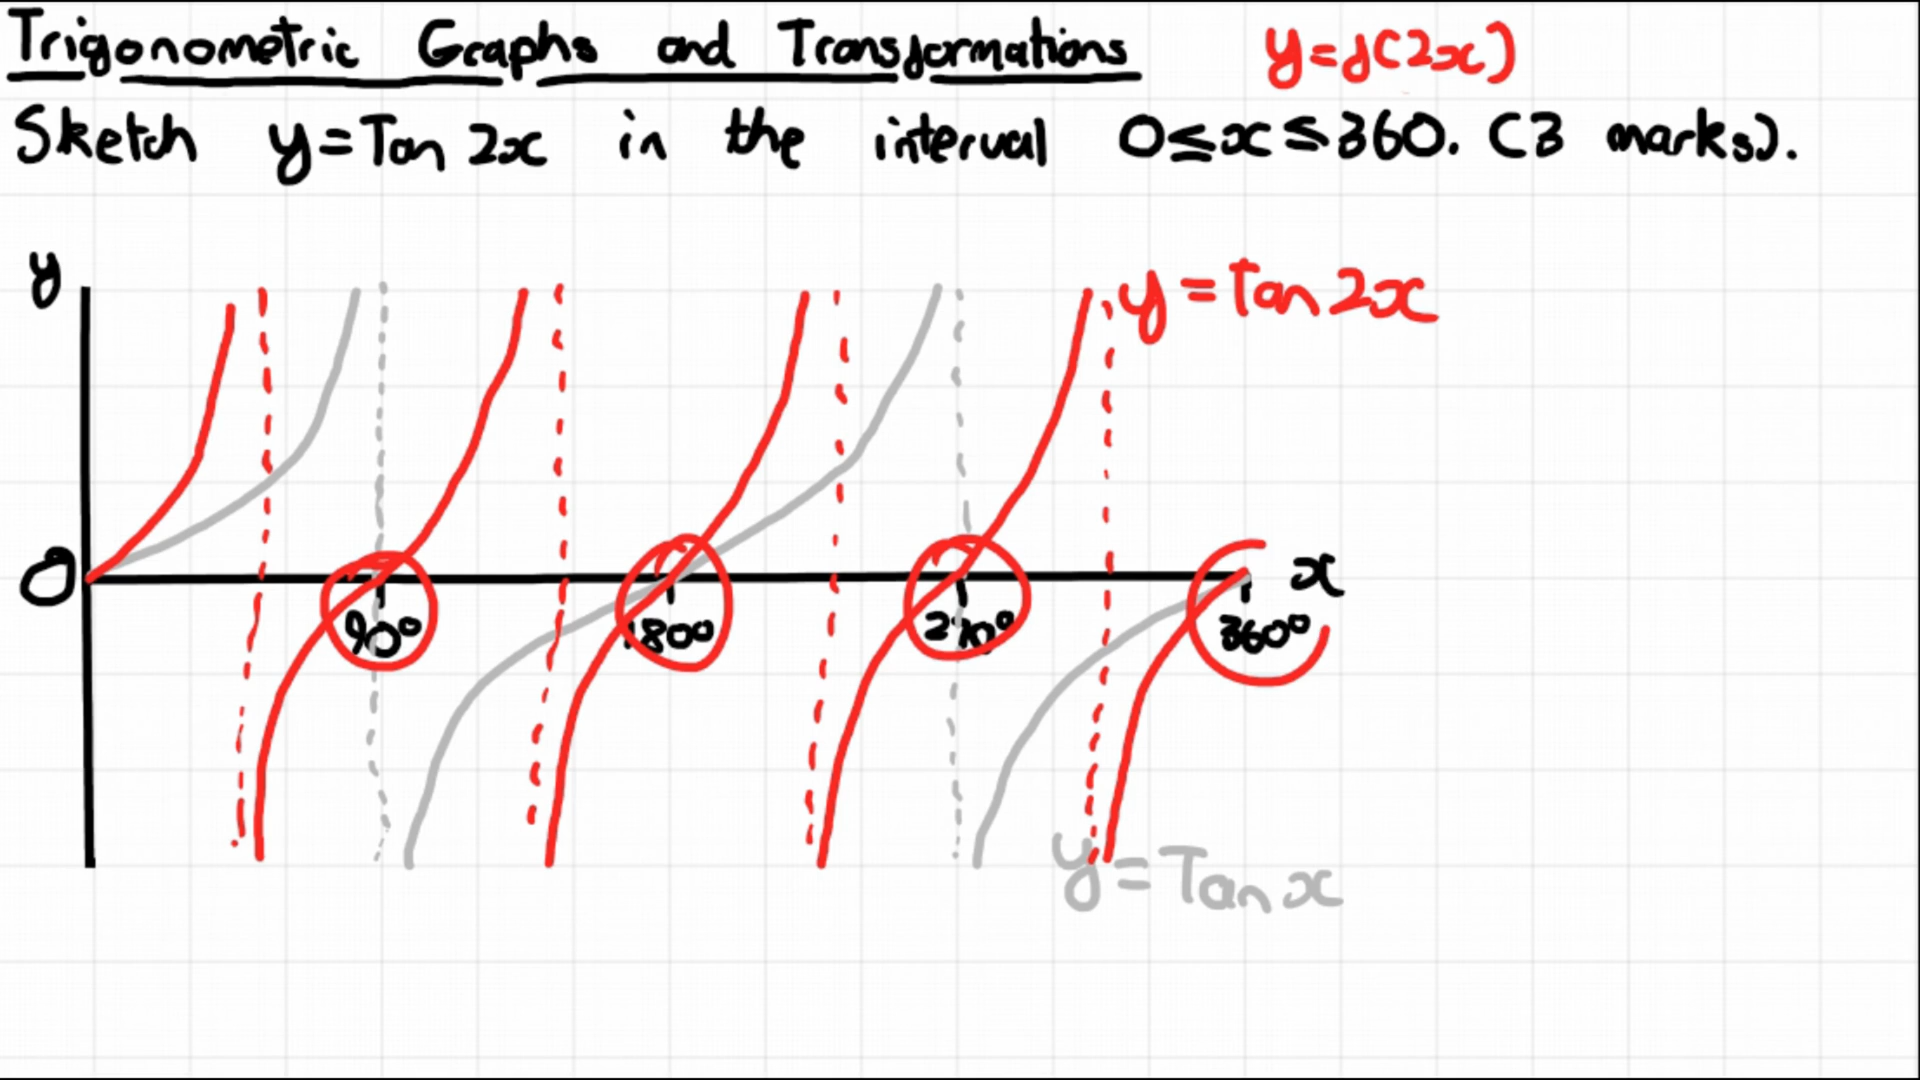 Trigonometric Graphs and Transformations y=f(2x)
Sketch y=Tan 2x in the interval 0≤x≤360. (3 marks).
y
y=Tan 2x
0 x
90° 180° 270° 360°
y=Tan x